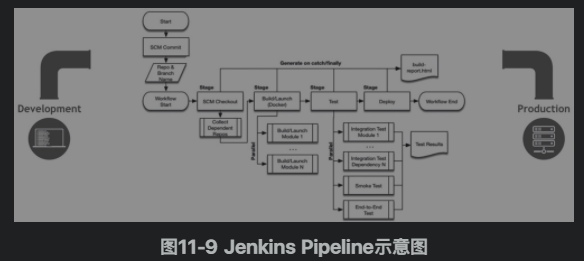 Start
SCM Commit
Repo &
Branch
Name
Development
Workflow
Start
Stage
SCM Checkout
Collect
Dependent
Repos
Stage
Build/Launch
(Docker)
Parallel
Build/Launch
Module 1
...
Build/Launch
Module N
Generate on catch/finally
Stage
Test
Parallel
Integration Test
Module 1
...
Integration Test
Dependency N
Smoke Test
End-to-End
Test
Test Results
Stage
Deploy
build-
report.html
Workflow End
Production
图11-9 Jenkins Pipeline示意图